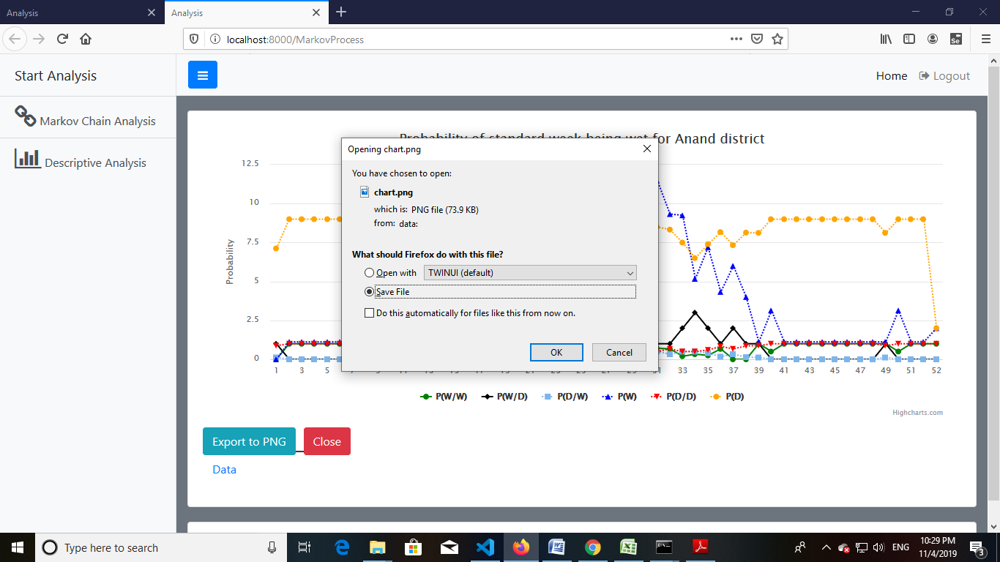 Analysis
Analysis
localhost:8000/MarkovProcess
Se
Start Analysis
Home
Logout
Markov Chain Analysis
Descriptive Analysis
Probability of standard week being wet for Anand district
Opening chart.png
You have chosen to open:
chart.png
which is: PNG file (73.9 KB)
from: data:
What should Firefox do with this file?
Open with TWINUI (default)
Save File
Do this automatically for files like this from now on.
OK Cancel
Probability
12.5
10
7.5
5
2.5
0
1 3 5 33 35 37 39 41 43 45 47 49 51 52
P(W/W) P(W/D) P(D/W) P(W) P(D/D) P(D)
Highcharts.com
Export to PNG Close
Data
Type here to search
ENG
10:29 PM
11/4/2019
3